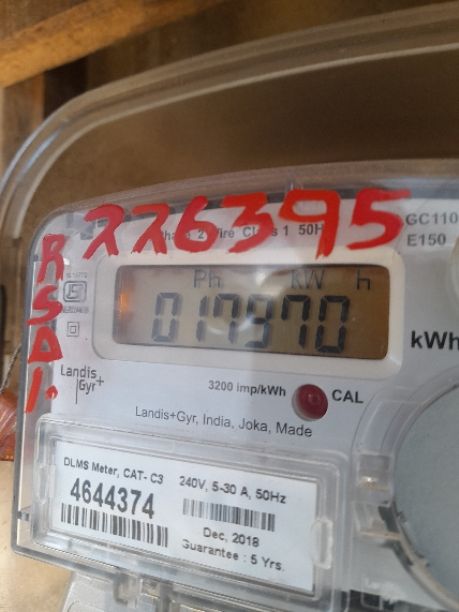 226395
GC110
Phase 2 Wire Class 1 50H
E150
RSD1.
Ph kW h
017970
kWh
Landis+
Gyr
3200 imp/kWh
CAL
Landis+Gyr, India, Joka, Made
DLMS Meter, CAT- C3
4644374
240V, 5-30 A, 50Hz
Dec, 2018
Guarantee : 5 Yrs.